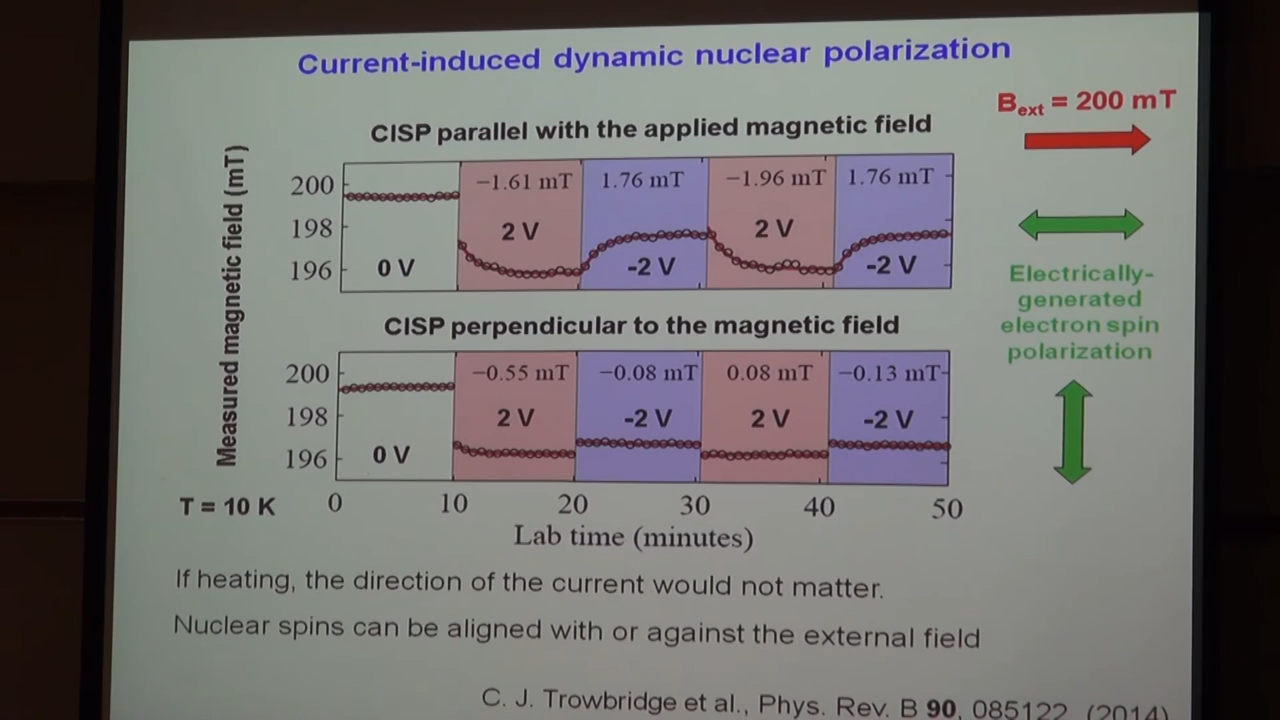 Current-induced dynamic nuclear polarization
B_ext = 200 mT
CISP parallel with the applied magnetic field
Measured magnetic field (mT)
200
198
196
−1.61 mT
1.76 mT
−1.96 mT
1.76 mT
0 V
2 V
-2 V
2 V
-2 V
Electrically-
generated
electron spin
polarization
CISP perpendicular to the magnetic field
200
198
196
−0.55 mT
−0.08 mT
0.08 mT
−0.13 mT
0 V
2 V
-2 V
2 V
-2 V
T = 10 K
0 10 20 30 40 50
Lab time (minutes)
If heating, the direction of the current would not matter.
Nuclear spins can be aligned with or against the external field
C. J. Trowbridge et al., Phys. Rev. B 90, 085122 (2014)